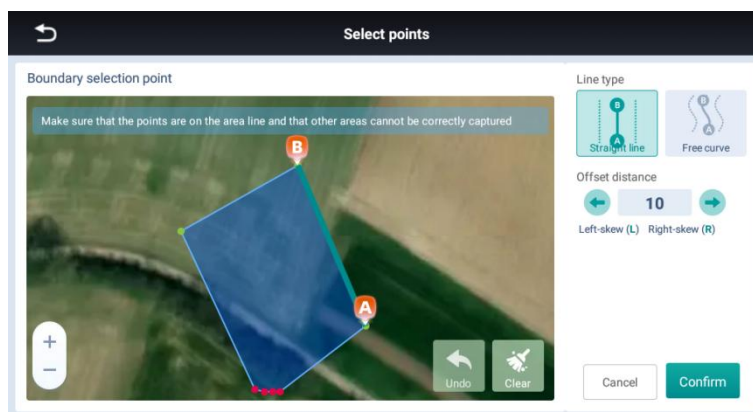 Select points
Boundary selection point
Make sure that the points are on the area line and that other areas cannot be correctly captured
B
A
Undo
Clear
Line type
B
A
Straight line
B
A
Free curve
Offset distance
10
Left-skew (L) Right-skew (R)
Cancel
Confirm